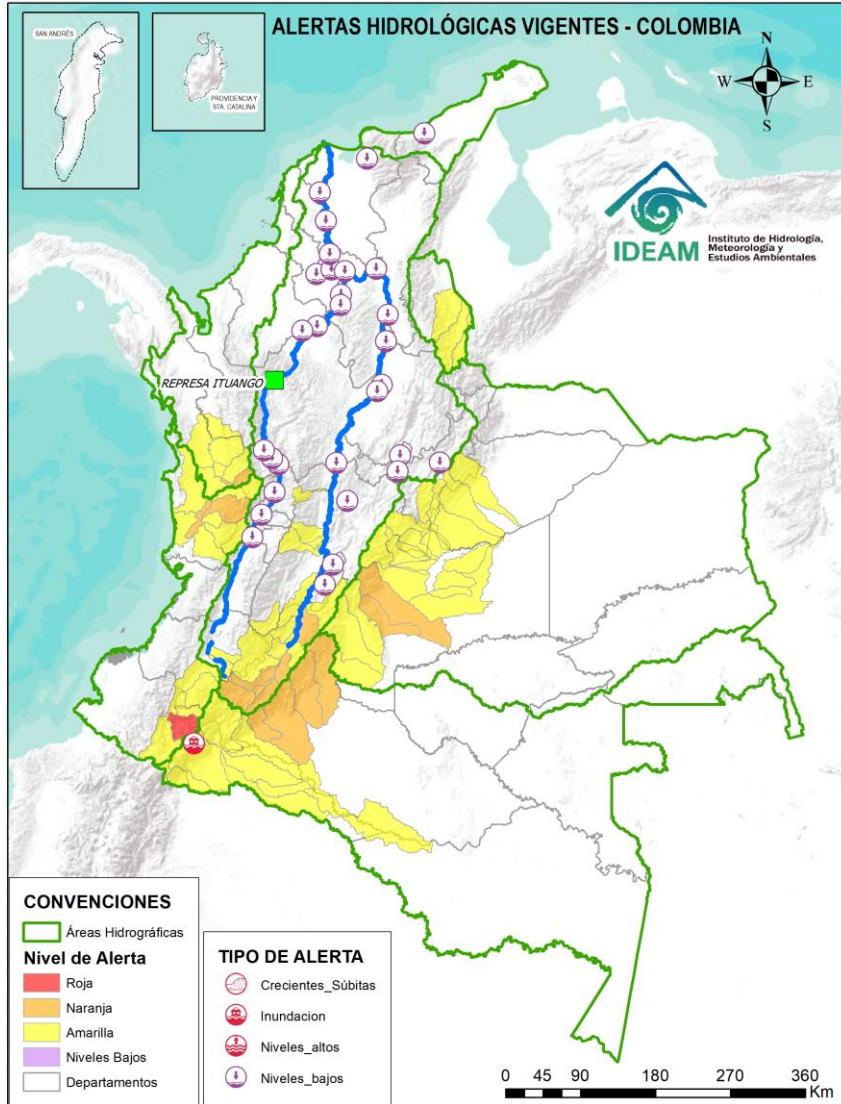 ALERTAS HIDROLÓGICAS VIGENTES - COLOMBIA
SAN ANDRÉS
PROVIDENCIA Y
STA. CATALINA
N
W
E
S
IDEAM
Instituto de Hidrología,
Meteorología y
Estudios Ambientales
REPRESA ITUANGO
CONVENCIONES
Áreas Hidrográficas
Nivel de Alerta
Roja
Naranja
Amarilla
Niveles Bajos
Departamentos
TIPO DE ALERTA
Crecientes_Súbitas
Inundacion
Niveles_altos
Niveles_bajos
0 45 90 180 270 360
Km